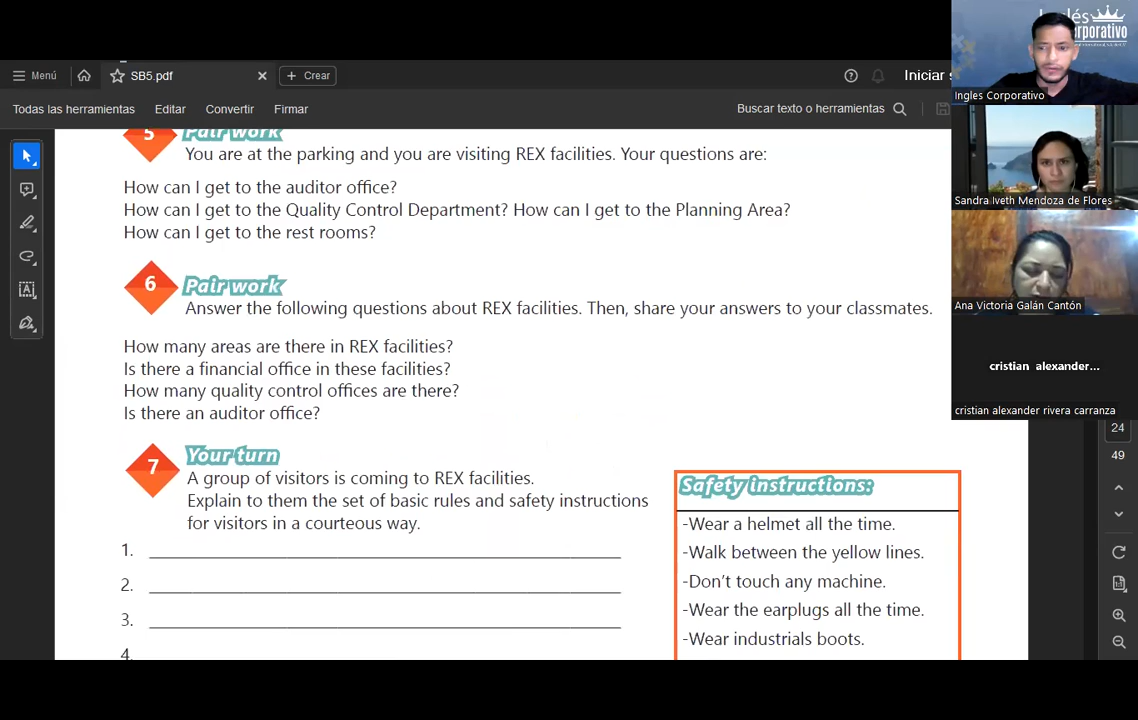 Menú
SB5.pdf
Crear
Iniciar s
Todas las herramientas
Editar
Convertir
Firmar
Buscar texto o herramientas
5
Pair work
You are at the parking and you are visiting REX facilities. Your questions are:
How can I get to the auditor office?
How can I get to the Quality Control Department? How can I get to the Planning Area?
How can I get to the rest rooms?
6
Pair work
Answer the following questions about REX facilities. Then, share your answers to your classmates.
How many areas are there in REX facilities?
Is there a financial office in these facilities?
How many quality control offices are there?
Is there an auditor office?
7
Your turn
A group of visitors is coming to REX facilities.
Explain to them the set of basic rules and safety instructions
for visitors in a courteous way.
1.
2.
3.
4.
Safety instructions:
-Wear a helmet all the time.
-Walk between the yellow lines.
-Don't touch any machine.
-Wear the earplugs all the time.
-Wear industrials boots.
Ingles Corporativo
Sandra Iveth Mendoza de Flores
Ana Victoria Galán Cantón
cristian alexander...
cristian alexander rivera carranza
24
49